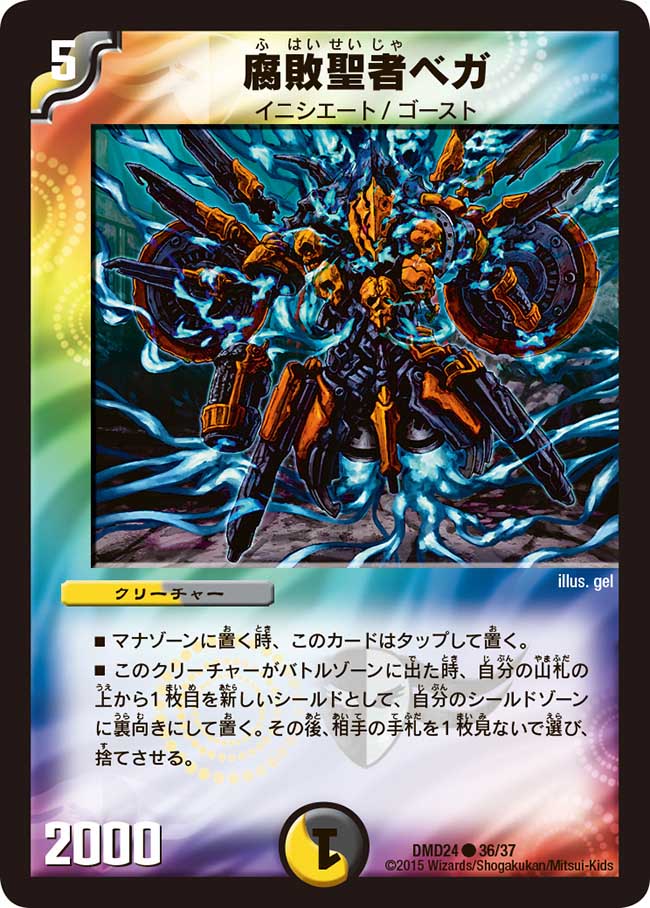 5
ふはいせいじゃ
腐敗聖者ベガ
イニシエート / ゴースト
illus. gel
クリーチャー
■ マナゾーンに置く時、このカードはタップして置く。
■ このクリーチャーがバトルゾーンに出た時、自分の山札の
上から1枚目を新しいシールドとして、自分のシールドゾーン
に裏向きにして置く。その後、相手の手札を1枚見ないで選び、
捨てさせる。
2000
1
DMD24 ● 36/37
©2015 Wizards/Shogakukan/Mitsui-Kids